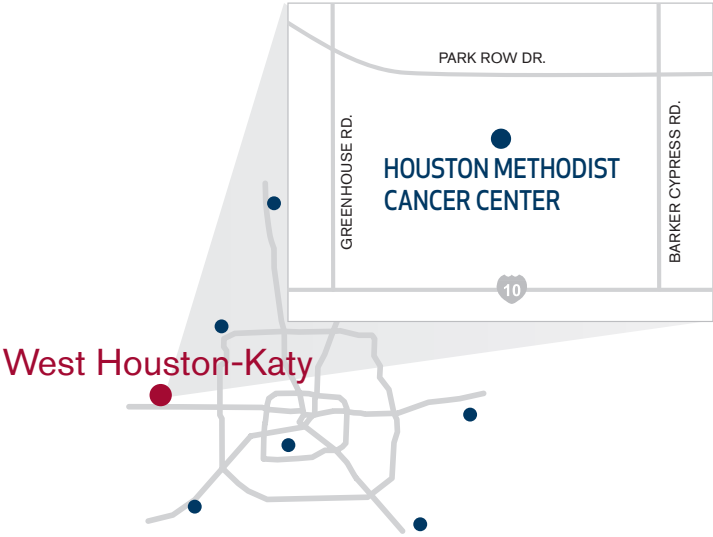 PARK ROW DR.
GREENHOUSE RD.
HOUSTON METHODIST
CANCER CENTER
BARKER CYPRESS RD.
10
West Houston-Katy